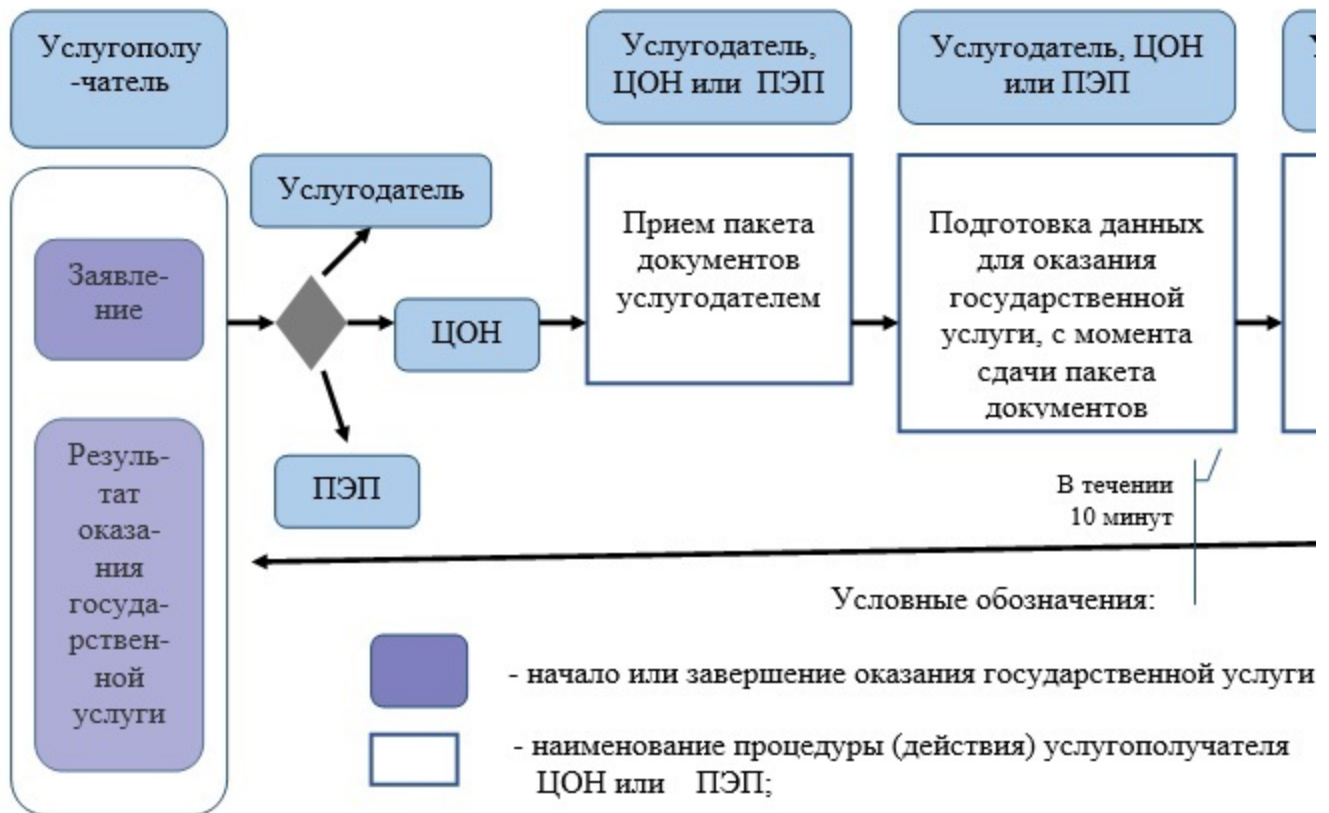 Услугополу
-чатель
Услугодатель,
ЦОН или ПЭП
Услугодатель, ЦОН
или ПЭП
Заявле-
ние
Резуль-
тат
оказа-
ния
госуда-
рствен-
ной
услуги
Услугодатель
ЦОН
ПЭП
Прием пакета
документов
услугодателем
Подготовка данных
для оказания
государственной
услуги, с момента
сдачи пакета
документов
В течении
10 минут
Условные обозначения:
- начало или завершение оказания государственной услуги
- наименование процедуры (действия) услугополучателя
ЦОН или ПЭП;